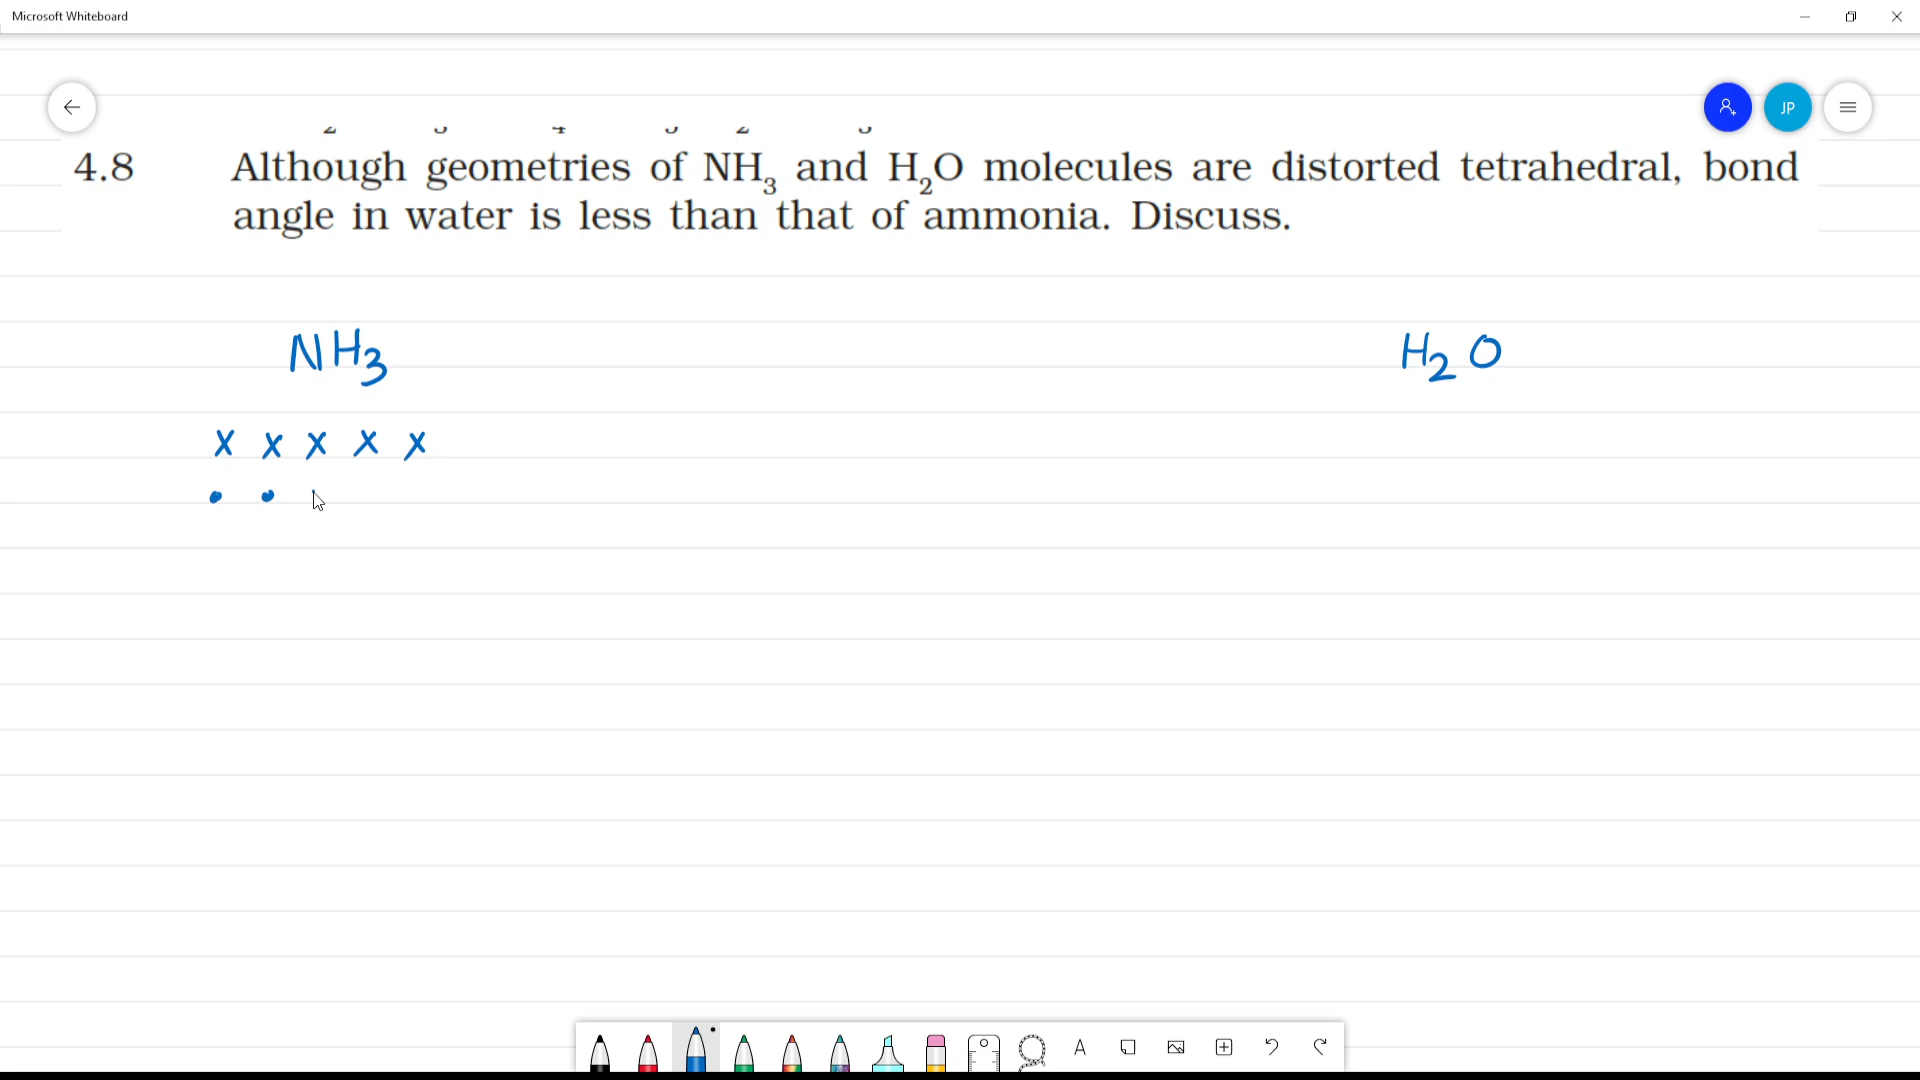 Microsoft Whiteboard
JP
4.8 Although geometries of NH₃ and H₂O molecules are distorted tetrahedral, bond
angle in water is less than that of ammonia. Discuss.
NH₃ H₂O
x x x x x
• •
A